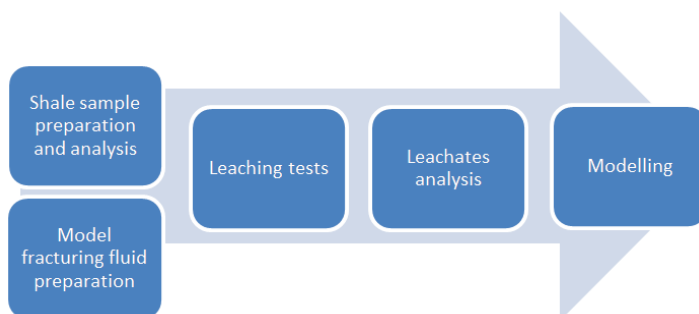 Shale sample
preparation
and analysis
Model
fracturing fluid
preparation
Leaching tests
Leachates
analysis
Modelling